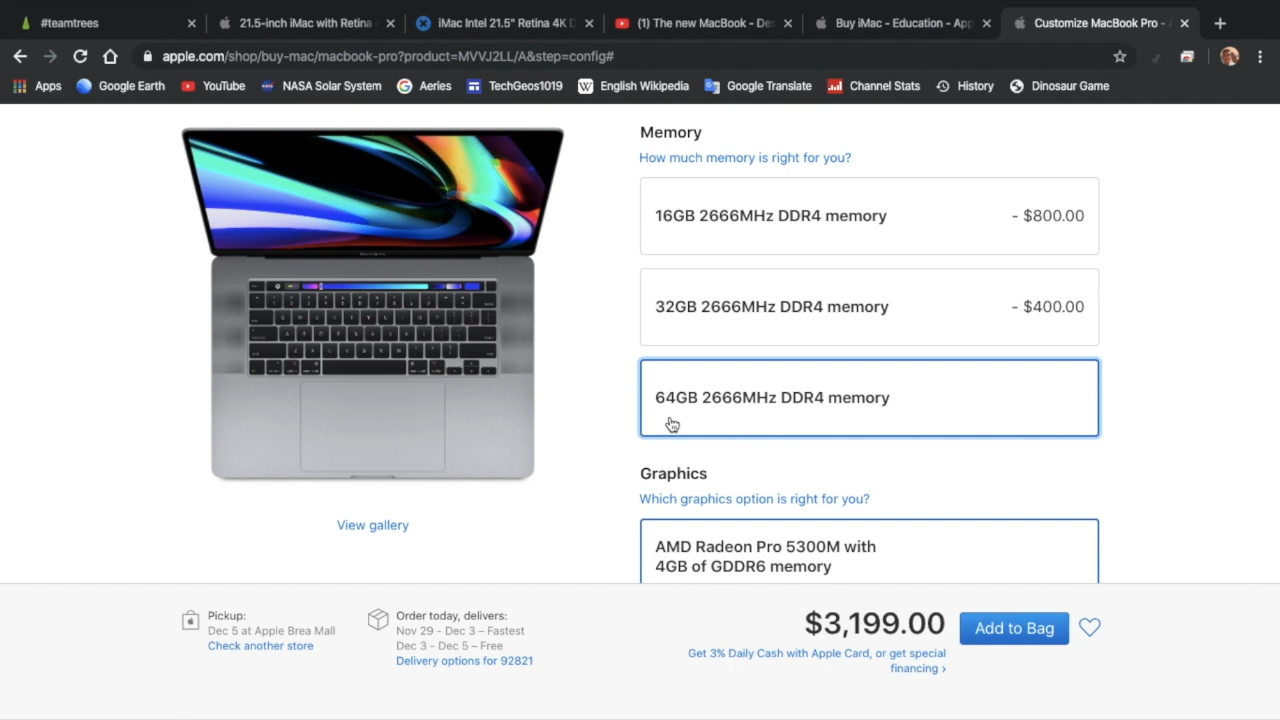 #teamtrees
21.5-inch iMac with Retina
iMac Intel 21.5" Retina 4K D
(1) The new MacBook - Des
Buy iMac - Education - App
Customize MacBook Pro - A
apple.com/shop/buy-mac/macbook-pro?product=MVVJ2LL/A&step=config#
Apps
Google Earth
YouTube
NASA Solar System
Aeries
TechGeos1019
English Wikipedia
Google Translate
Channel Stats
History
Dinosaur Game
Memory
How much memory is right for you?
16GB 2666MHz DDR4 memory - $800.00
32GB 2666MHz DDR4 memory - $400.00
64GB 2666MHz DDR4 memory
Graphics
Which graphics option is right for you?
AMD Radeon Pro 5300M with
4GB of GDDR6 memory
View gallery
Pickup:
Dec 5 at Apple Brea Mall
Check another store
Order today, delivers:
Nov 29 - Dec 3 – Fastest
Dec 3 - Dec 5 – Free
Delivery options for 92821
$3,199.00
Get 3% Daily Cash with Apple Card, or get special
financing ›
Add to Bag